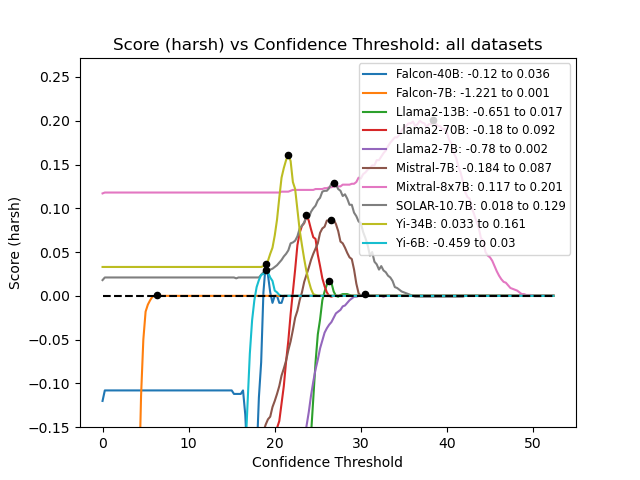 Score (harsh) vs Confidence Threshold: all datasets
Score (harsh)
0.25
0.20
0.15
0.10
0.05
0.00
−0.05
−0.10
−0.15
Falcon-40B: -0.12 to 0.036
Falcon-7B: -1.221 to 0.001
Llama2-13B: -0.651 to 0.017
Llama2-70B: -0.18 to 0.092
Llama2-7B: -0.78 to 0.002
Mistral-7B: -0.184 to 0.087
Mixtral-8x7B: 0.117 to 0.201
SOLAR-10.7B: 0.018 to 0.129
Yi-34B: 0.033 to 0.161
Yi-6B: -0.459 to 0.03
0 10 20 30 40 50
Confidence Threshold